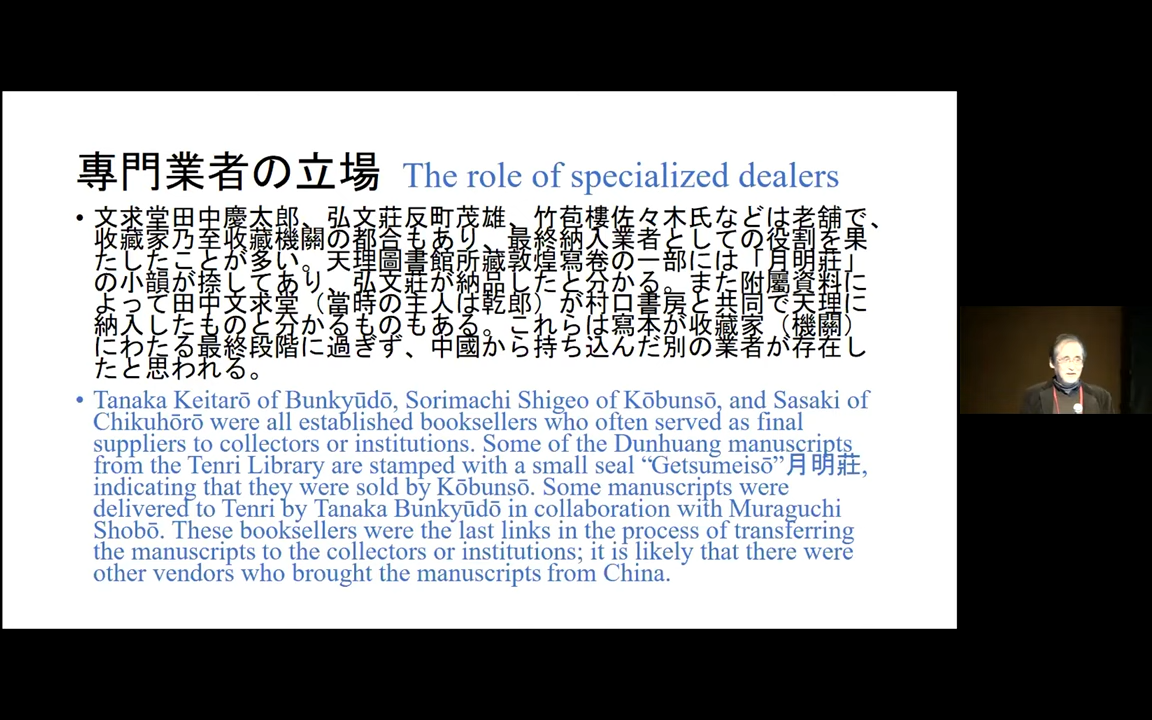 專門業者の立場 The role of specialized dealers
• 文求堂田中慶太郎、弘文莊反町茂雄、竹苞樓佐々木氏などは老舖で、
收藏家乃至收藏機關の都合もあり、最終納入業者としての役割を果
たしたことが多い。天理圖書館所藏敦煌寫卷の一部には「月明莊」
の小韻が捺してあり、弘文莊が納品したと分かる。また附屬資料に
よって田中文求堂（當時の主人は乾郎）が村口書房と共同で天理に
納入したものと分かるものもある。これらは寫本が收藏家（機關）
にわたる最終段階に過ぎず、中國から持ち込んだ別の業者が存在し
たと思われる。
• Tanaka Keitarō of Bunkyūdō, Sorimachi Shigeo of Kōbunsō, and Sasaki of
Chikuhōrō were all established booksellers who often served as final
suppliers to collectors or institutions. Some of the Dunhuang manuscripts
from the Tenri Library are stamped with a small seal “Getsumeisō”月明莊,
indicating that they were sold by Kōbunsō. Some manuscripts were
delivered to Tenri by Tanaka Bunkyūdō in collaboration with Muraguchi
Shobō. These booksellers were the last links in the process of transferring
the manuscripts to the collectors or institutions; it is likely that there were
other vendors who brought the manuscripts from China.